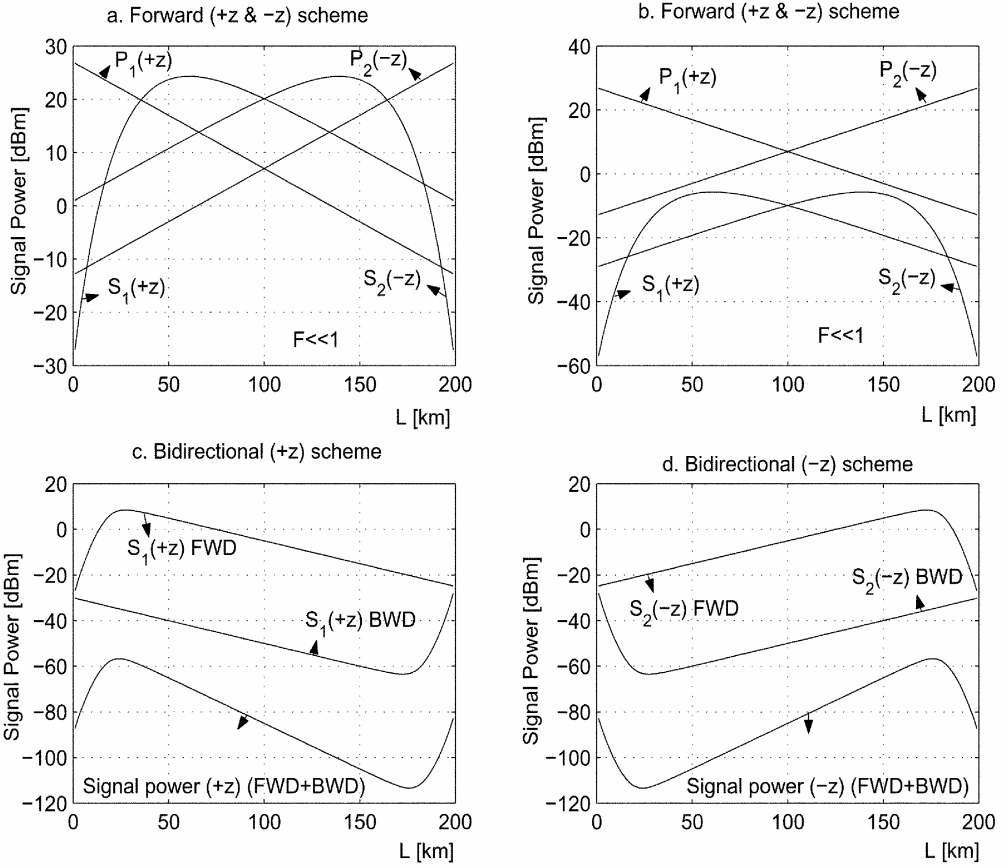 a. Forward (+z & −z) scheme
30
20
10
0
−10
−20
−30
Signal Power [dBm]
P1(+z)
P2(−z)
S1(+z)
S2(−z)
F<<1
0
50
100
150
200
L [km]
b. Forward (+z & −z) scheme
40
20
0
−20
−40
−60
Signal Power [dBm]
P1(+z)
P2(−z)
S1(+z)
S2(−z)
F<<1
0
50
100
150
200
L [km]
c. Bidirectional (+z) scheme
20
0
−20
−40
−60
−80
−100
−120
Signal Power [dBm]
S1(+z) FWD
S1(+z) BWD
Signal power (+z) (FWD+BWD)
0
50
100
150
200
L [km]
d. Bidirectional (−z) scheme
20
0
−20
−40
−60
−80
−100
−120
Signal Power [dBm]
S2(−z) BWD
S2(−z) FWD
Signal power (−z) (FWD+BWD)
0
50
100
150
200
L [km]